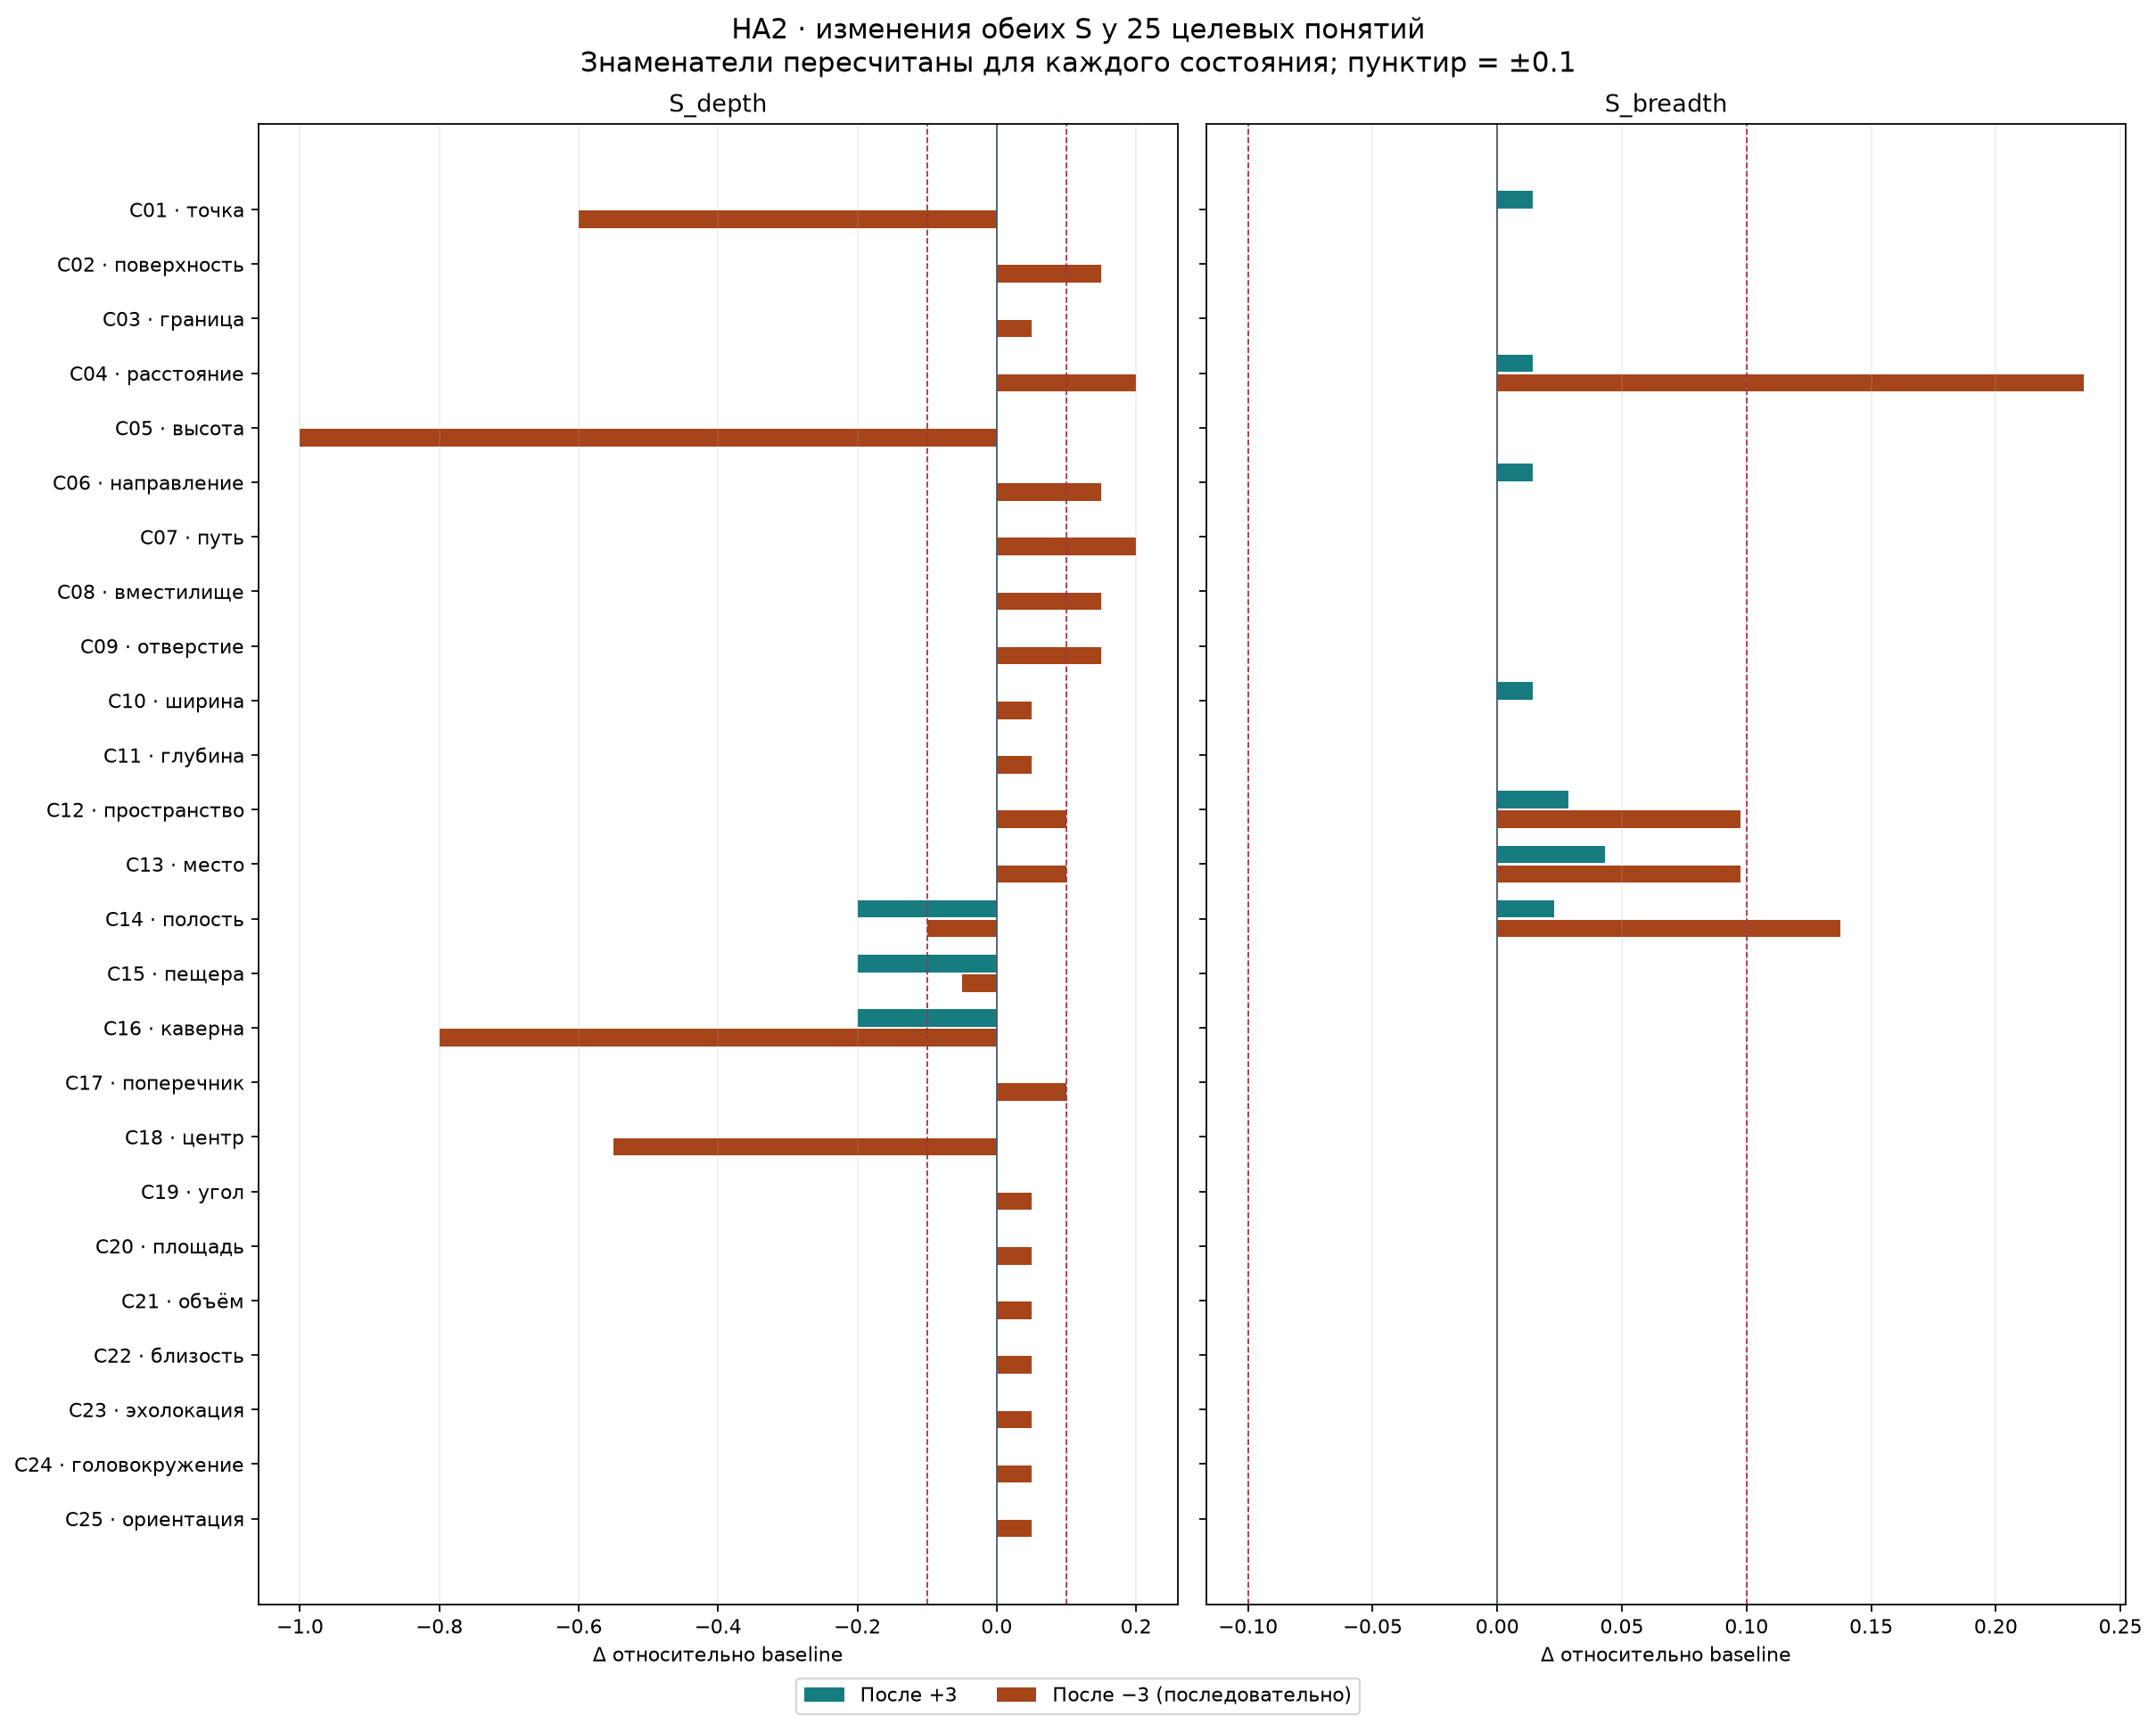 HA2 · изменения обеих S у 25 целевых понятий
Знаменатели пересчитаны для каждого состояния; пунктир = ±0.1
S_depth
S_breadth
C01 · точка
C02 · поверхность
C03 · граница
C04 · расстояние
C05 · высота
C06 · направление
C07 · путь
C08 · вместилище
C09 · отверстие
C10 · ширина
C11 · глубина
C12 · пространство
C13 · место
C14 · полость
C15 · пещера
C16 · каверна
C17 · поперечник
C18 · центр
C19 · угол
C20 · площадь
C21 · объём
C22 · близость
C23 · эхолокация
C24 · головокружение
C25 · ориентация
−1.0 −0.8 −0.6 −0.4 −0.2 0.0 0.2
−0.10 −0.05 0.00 0.05 0.10 0.15 0.20 0.25
Δ относительно baseline
Δ относительно baseline
После +3
После −3 (последовательно)